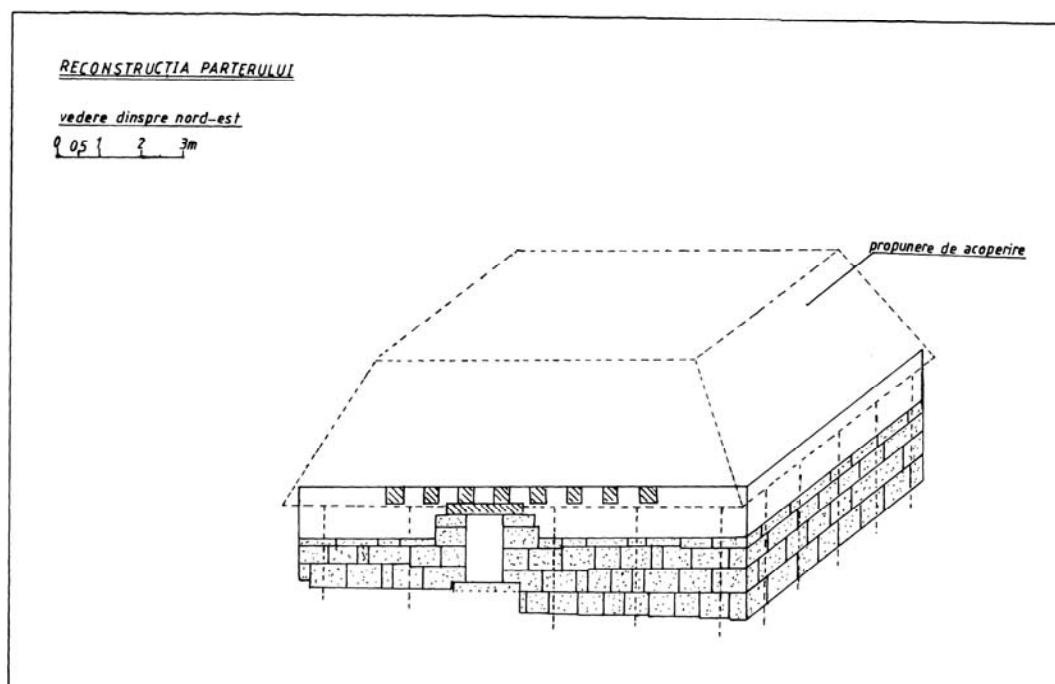 RECONSTRUCȚIA PARTERULUI
vedere dinspre nord-est
0 0,5 1 2 3m
propunere de acoperire